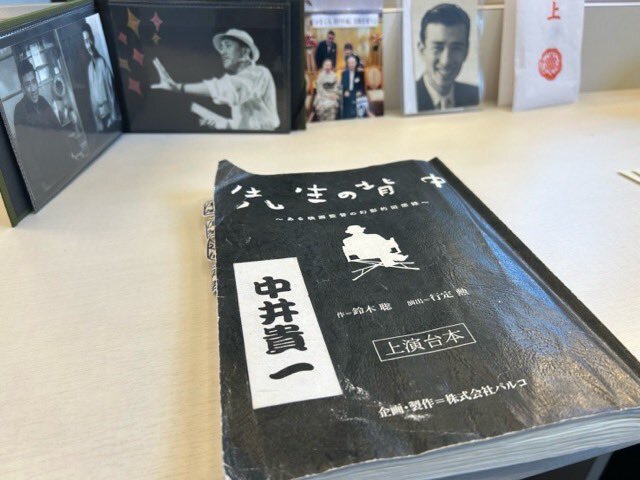 上
先生の背中
〜ある映画監督の幻影的回想録〜
作=鈴木 聡　演出=行定 勲
中井貴一
上演台本
企画・製作=株式会社パルコ